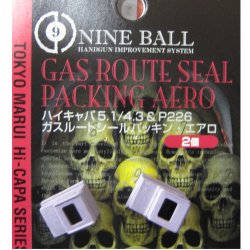 9
NINE BALL
HANDGUN IMPROVEMENT SYSTEM
GAS ROUTE SEAL
PACKING AERO
ハイキャパ5.1/4.3&P226
ガスルートシールパッキン・エアロ
2個
TOKYO MARUI Hi-CAPA SERIES